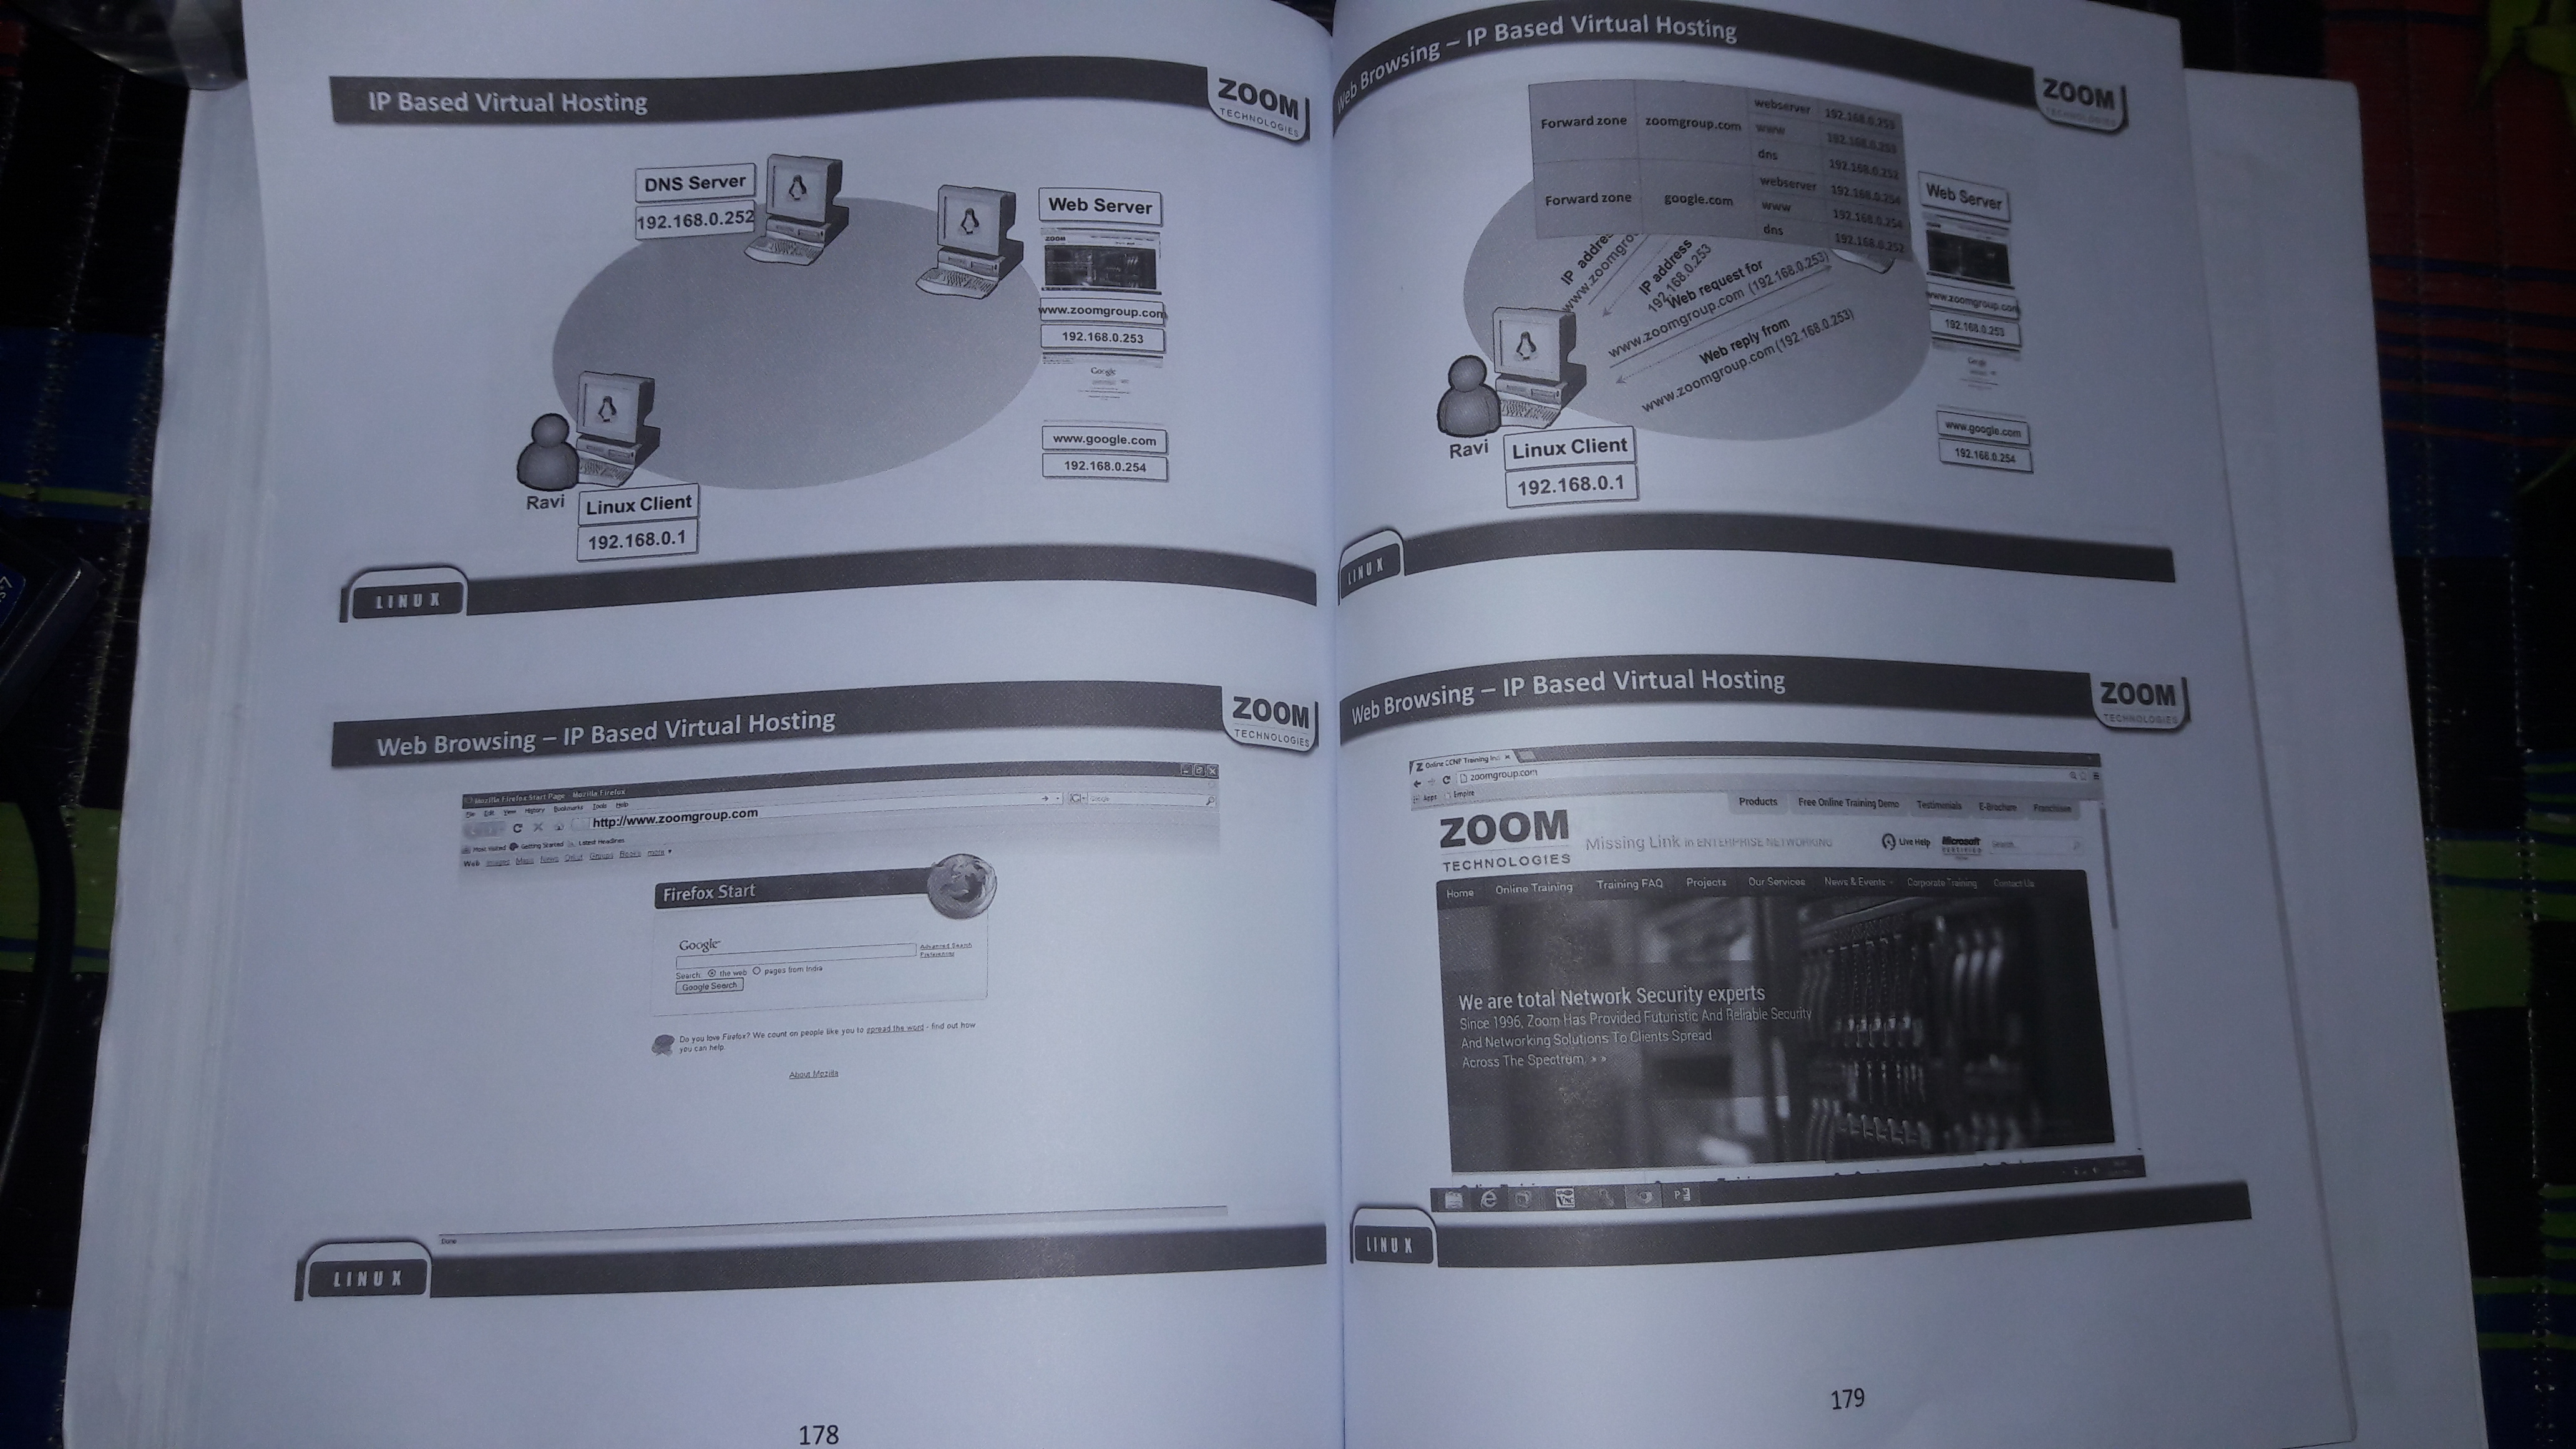 IP Based Virtual Hosting
ZOOM
TECHNOLOGIES
DNS Server
192.168.0.252
Web Server
ZOOM
www.zoomgroup.com
192.168.0.253
Google
www.google.com
192.168.0.254
Ravi
Linux Client
192.168.0.1
LINUX
Web Browsing – IP Based Virtual Hosting
ZOOM
TECHNOLOGIES
Mozilla Firefox Start Page - Mozilla Firefox
File Edit View History Bookmarks Tools Help
http://www.zoomgroup.com
Google
Most Visited Getting Started Latest Headlines
Web Images Maps News Orkut Groups Books more
Firefox Start
Google
Advanced Search
Preferences
Search: the web pages from India
Google Search
Do you love Firefox? We count on people like you to spread the word - find out how
you can help.
About Mozilla
Done
LINUX
178
Web Browsing – IP Based Virtual Hosting
ZOOM
TECHNOLOGIES
Forward zone zoomgroup.com webserver 192.168.0.253
www 192.168.0.253
dns 192.168.0.252
Forward zone google.com webserver 192.168.0.254
www 192.168.0.254
dns 192.168.0.252
Web Server
www.zoomgroup.com
192.168.0.253
Google
www.google.com
192.168.0.254
IP
IP address
192.168.0.253
Web request for
www.zoomgroup.com (192.168.0.253)
Web reply from
www.zoomgroup.com (192.168.0.253)
Ravi
Linux Client
192.168.0.1
LINUX
Web Browsing – IP Based Virtual Hosting
ZOOM
TECHNOLOGIES
Online CCNP Training
zoomgroup.com
Apps Empire
Products Free Online Training Demo Testimonials E-Brochure Franchisee
ZOOM
TECHNOLOGIES
Missing Link in ENTERPRISE NETWORKING
Live Help
Microsoft
Search
Home Online Training Training FAQ Projects Our Services News & Events Corporate Training Contact Us
We are total Network Security experts
Since 1996, Zoom Has Provided Futuristic And Reliable Security
And Networking Solutions To Clients Spread
Across The Spectrum. » »
LINUX
179